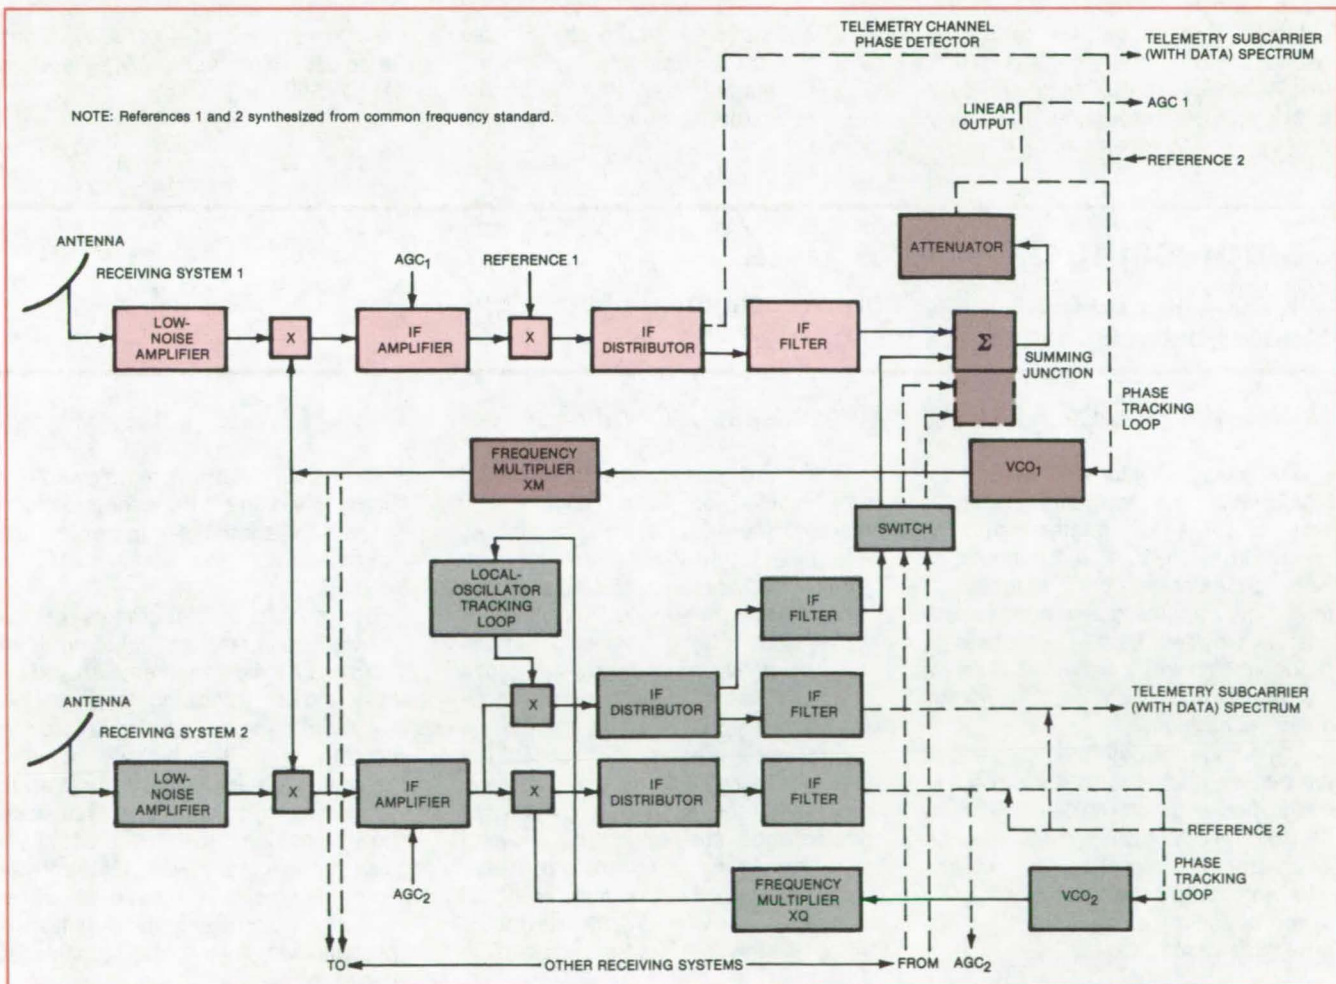 TELEMETRY CHANNEL
PHASE DETECTOR
TELEMETRY SUBCARRIER
(WITH DATA) SPECTRUM
NOTE: References 1 and 2 synthesized from common frequency standard.
LINEAR
OUTPUT
AGC 1
REFERENCE 2
ANTENNA
RECEIVING SYSTEM 1
AGC₁
REFERENCE 1
ATTENUATOR
LOW-
NOISE
AMPLIFIER
X
IF
AMPLIFIER
X
IF
DISTRIBUTOR
IF
FILTER
Σ
SUMMING
JUNCTION
PHASE
TRACKING
LOOP
FREQUENCY
MULTIPLIER
XM
VCO₁
SWITCH
LOCAL-
OSCILLATOR
TRACKING
LOOP
IF
FILTER
ANTENNA
RECEIVING SYSTEM 2
X
IF
DISTRIBUTOR
IF
FILTER
TELEMETRY SUBCARRIER
(WITH DATA) SPECTRUM
LOW-
NOISE
AMPLIFIER
X
IF
AMPLIFIER
X
IF
DISTRIBUTOR
IF
FILTER
REFERENCE 2
AGC₂
FREQUENCY
MULTIPLIER
XQ
VCO₂
PHASE
TRACKING
LOOP
TO
OTHER RECEIVING SYSTEMS
FROM
AGC₂